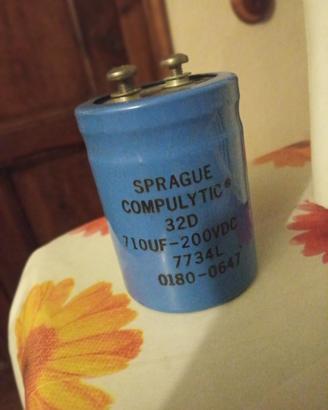 SPRAGUE
COMPULYTIC®
32D
710UF-200VDC
7734L
0180-0647